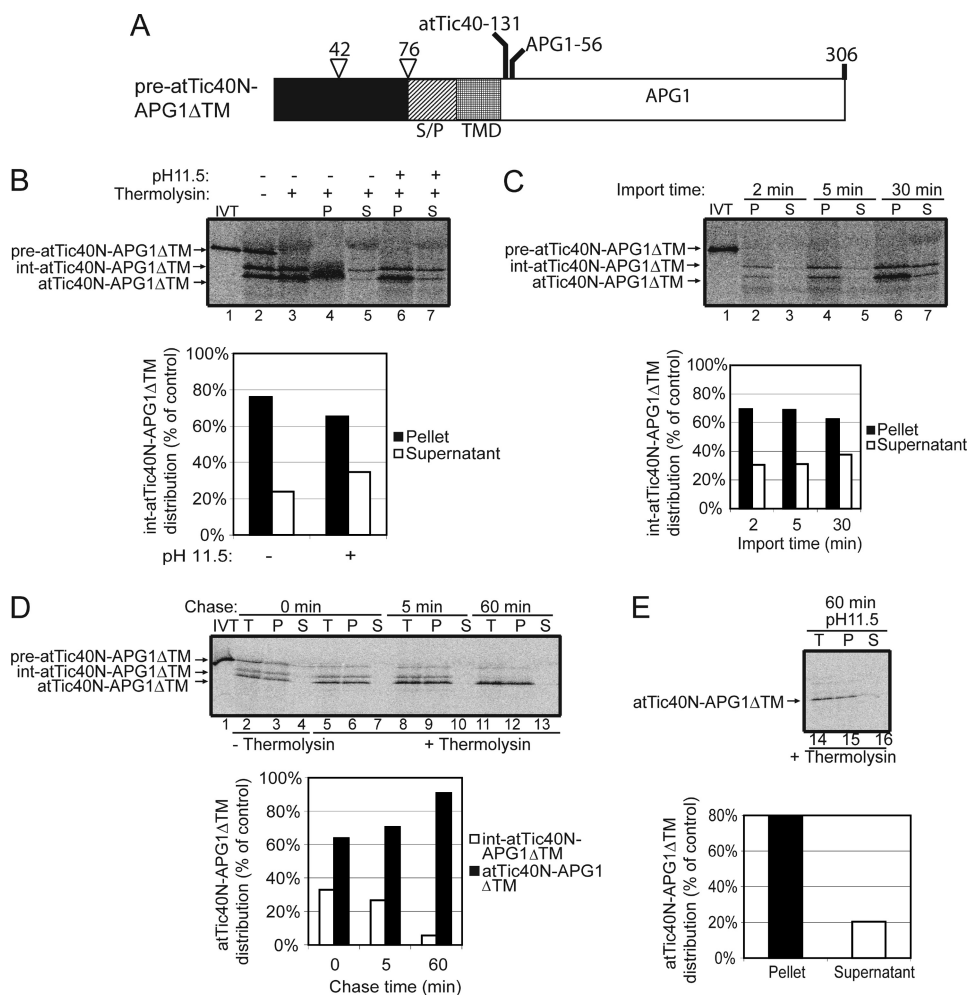 A
atTic40-131
APG1-56
42
76
306
pre-atTic40N-
APG1ΔTM
APG1
S/P
TMD
B
pH11.5: - - - - + +
Thermolysin: - + + + + +
P S P S
IVT
pre-atTic40N-APG1ΔTM
int-atTic40N-APG1ΔTM
atTic40N-APG1ΔTM
1 2 3 4 5 6 7
int-atTic40N-APG1ΔTM
distribution (% of control)
100%
80%
60%
40%
20%
0%
Pellet
Supernatant
pH 11.5: - +
C
Import time: 2 min 5 min 30 min
IVT P S P S P S
pre-atTic40N-APG1ΔTM
int-atTic40N-APG1ΔTM
atTic40N-APG1ΔTM
1 2 3 4 5 6 7
int-atTic40N-APG1ΔTM
distribution (% of control)
100%
80%
60%
40%
20%
0%
Pellet
Supernatant
2 5 30
Import time (min)
D
Chase: 0 min 5 min 60 min
IVT T P S T P S T P S T P S
pre-atTic40N-APG1ΔTM
int-atTic40N-APG1ΔTM
atTic40N-APG1ΔTM
1 2 3 4 5 6 7 8 9 10 11 12 13
- Thermolysin + Thermolysin
atTic40N-APG1ΔTM
distribution (% of control)
100%
80%
60%
40%
20%
0%
int-atTic40N-
APG1ΔTM
atTic40N-APG1
ΔTM
0 5 60
Chase time (min)
E
60 min
pH11.5
T P S
atTic40N-APG1ΔTM
14 15 16
+ Thermolysin
atTic40N-APG1ΔTM
distribution (% of control)
80%
60%
40%
20%
0%
Pellet Supernatant